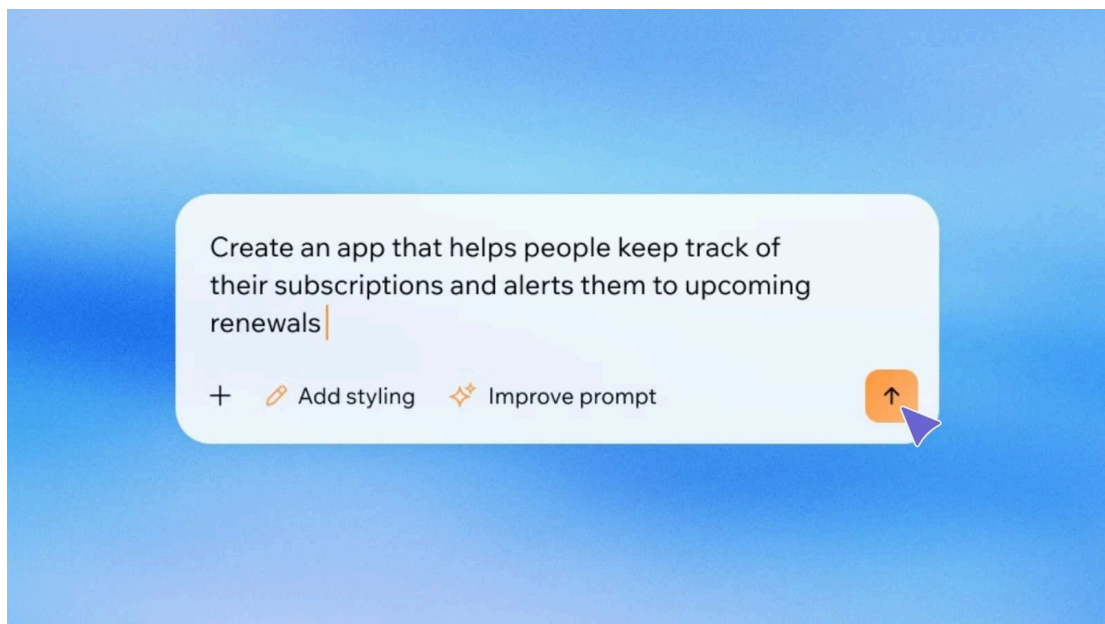 Create an app that helps people keep track of
their subscriptions and alerts them to upcoming
renewals
Add styling
Improve prompt